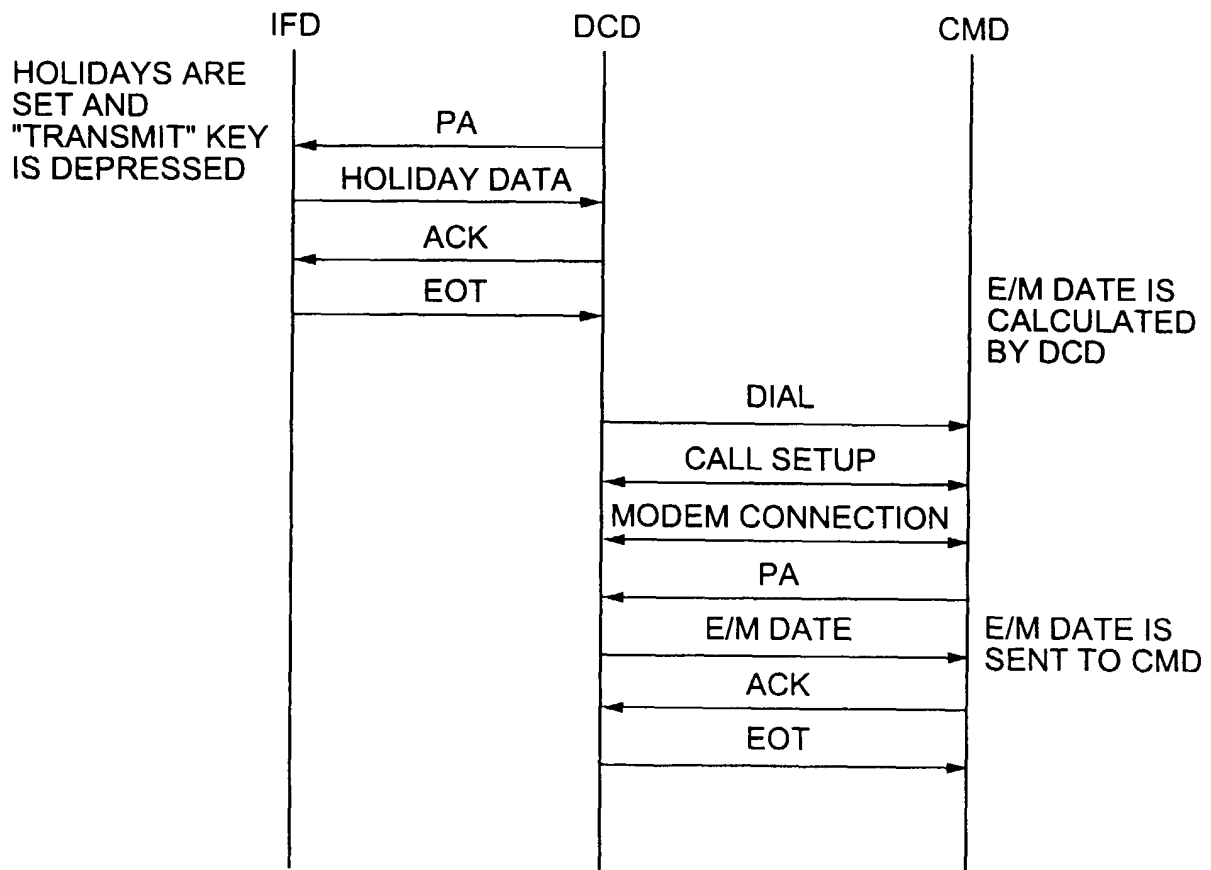 IFD
DCD
CMD
HOLIDAYS ARE
SET AND
"TRANSMIT" KEY
IS DEPRESSED
PA
HOLIDAY DATA
ACK
EOT
E/M DATE IS
CALCULATED
BY DCD
DIAL
CALL SETUP
MODEM CONNECTION
PA
E/M DATE
E/M DATE IS
SENT TO CMD
ACK
EOT